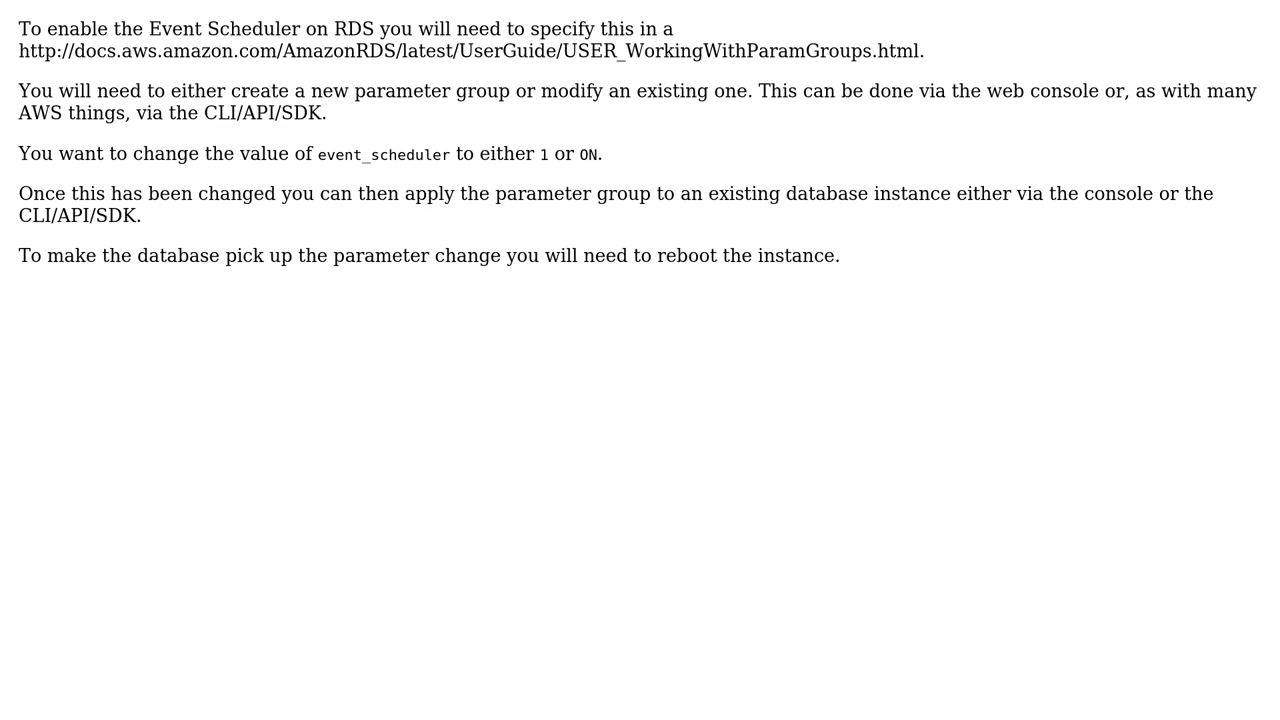 To enable the Event Scheduler on RDS you will need to specify this in a
http://docs.aws.amazon.com/AmazonRDS/latest/UserGuide/USER_WorkingWithParamGroups.html.
You will need to either create a new parameter group or modify an existing one. This can be done via the web console or, as with many
AWS things, via the CLI/API/SDK.
You want to change the value of event_scheduler to either 1 or ON.
Once this has been changed you can then apply the parameter group to an existing database instance either via the console or the
CLI/API/SDK.
To make the database pick up the parameter change you will need to reboot the instance.